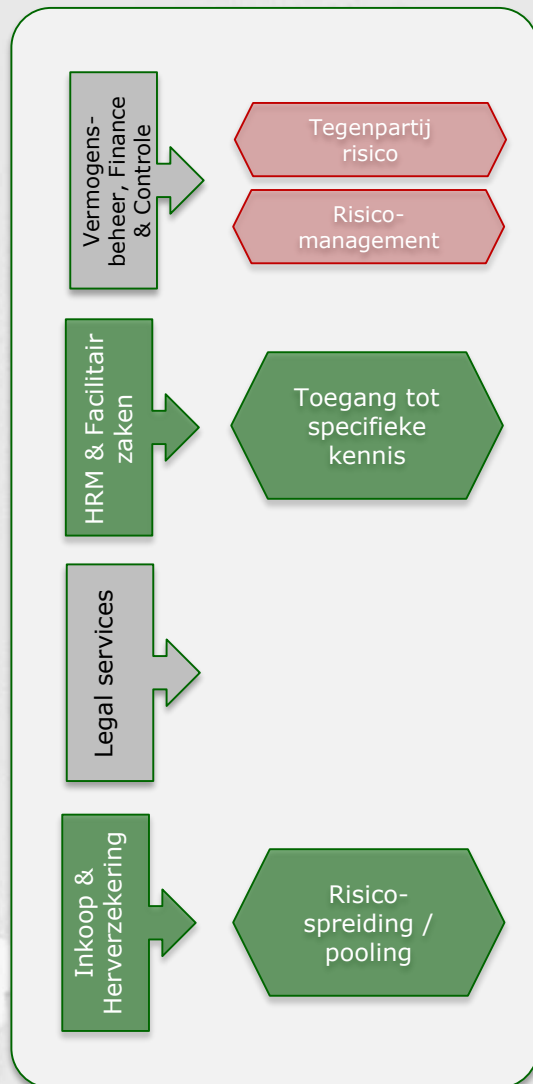 Vermogens-
beheer, Finance
& Controle
Tegenpartij
risico
Risico-
management
HRM & Facilitair
zaken
Toegang tot
specifieke
kennis
Legal services
Inkoop &
Herverzekering
Risico-
spreiding /
pooling